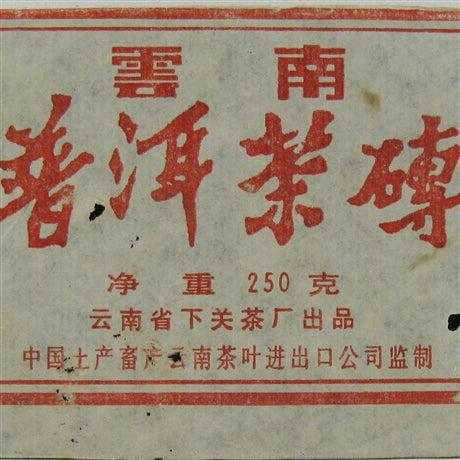 雲南
普洱茶磚
净重250克
云南省下关茶厂出品
中国土产畜产云南茶叶进出口公司监制